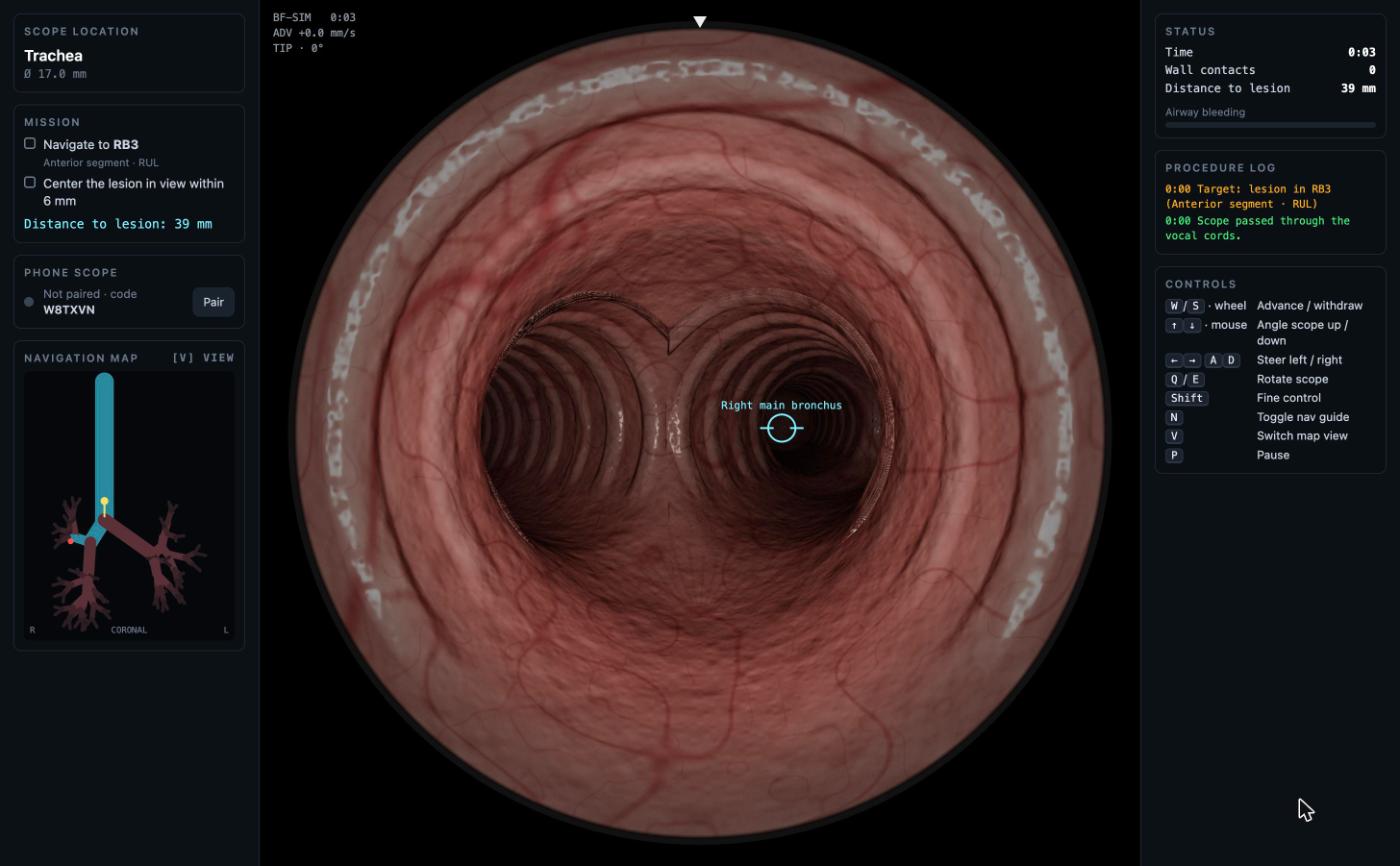 SCOPE LOCATION
Trachea
Ø 17.0 mm
MISSION
Navigate to RB3
Anterior segment · RUL
Center the lesion in view within
6 mm
Distance to lesion: 39 mm
PHONE SCOPE
Not paired · code
W8TXVN
Pair
NAVIGATION MAP [V] VIEW
R CORONAL L
BF-SIM 0:03
ADV +0.0 mm/s
TIP · 0°
Right main bronchus
STATUS
Time 0:03
Wall contacts 0
Distance to lesion 39 mm
Airway bleeding
PROCEDURE LOG
0:00 Target: lesion in RB3
(Anterior segment · RUL)
0:00 Scope passed through the
vocal cords.
CONTROLS
W / S · wheel Advance / withdraw
↑ ↓ · mouse Angle scope up /
down
← → A D Steer left / right
Q / E Rotate scope
Shift Fine control
N Toggle nav guide
V Switch map view
P Pause